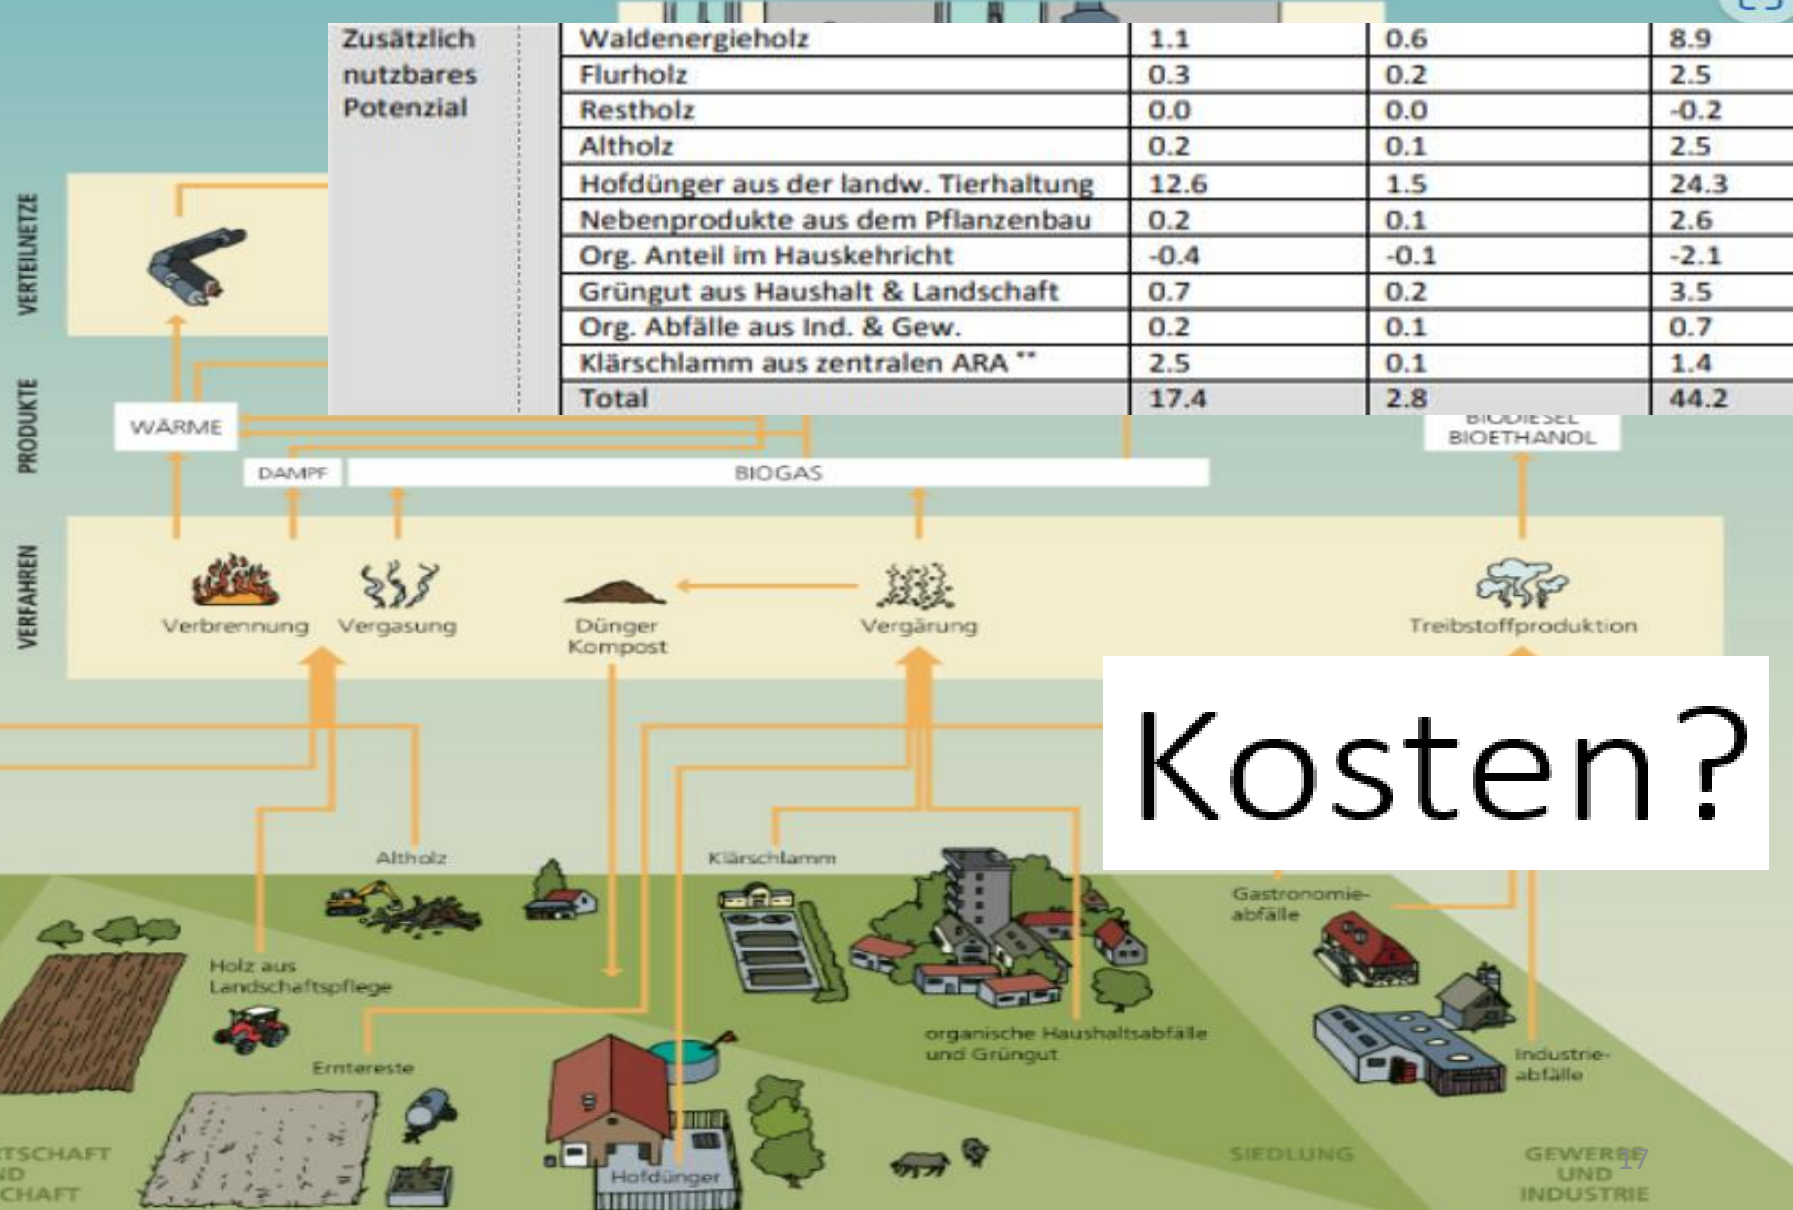 Zusätzlich
nutzbares
Potenzial
Waldenergieholz 1.1 0.6 8.9
Flurholz 0.3 0.2 2.5
Restholz 0.0 0.0 -0.2
Altholz 0.2 0.1 2.5
Hofdünger aus der landw. Tierhaltung 12.6 1.5 24.3
Nebenprodukte aus dem Pflanzenbau 0.2 0.1 2.6
Org. Anteil im Hauskehricht -0.4 -0.1 -2.1
Grüngut aus Haushalt & Landschaft 0.7 0.2 3.5
Org. Abfälle aus Ind. & Gew. 0.2 0.1 0.7
Klärschlamm aus zentralen ARA ** 2.5 0.1 1.4
Total 17.4 2.8 44.2
VERTEILNETZE
PRODUKTE
WÄRME
DAMPF
BIOGAS
BIODIESEL
BIOETHANOL
VERFAHREN
Verbrennung
Vergasung
Dünger
Kompost
Vergärung
Treibstoffproduktion
Kosten?
Altholz
Klärschlamm
Gastronomie-
abfälle
Holz aus
Landschaftspflege
Erntereste
organische Haushaltsabfälle
und Grüngut
Industrie-
abfälle
Hofdünger
TSCHAFT
ND
CHAFT
SIEDLUNG
GEWERBE
UND
INDUSTRIE
17